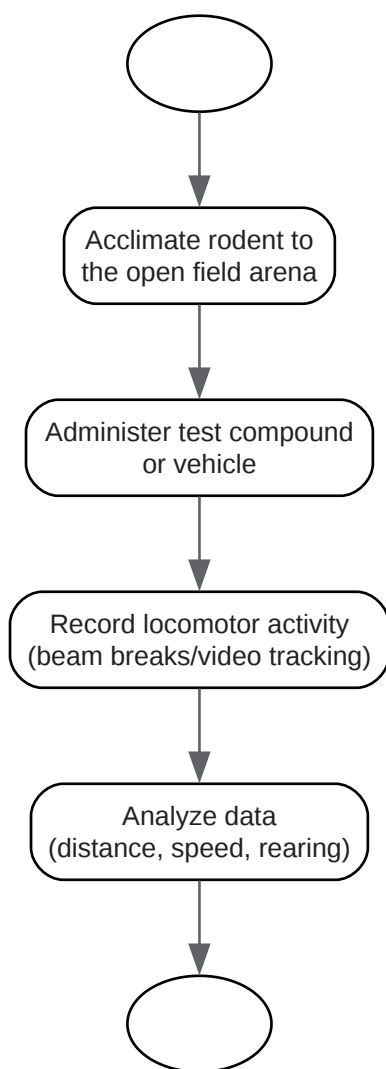 Acclimate rodent to
the open field arena
Administer test compound
or vehicle
Record locomotor activity
(beam breaks/video tracking)
Analyze data
(distance, speed, rearing)